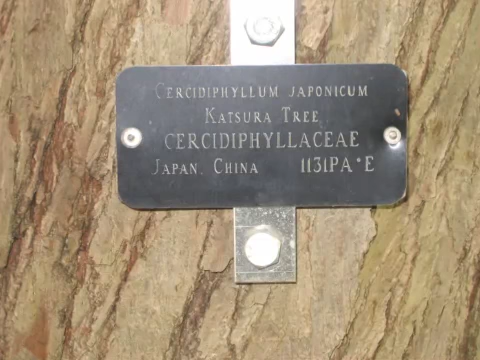 CERCIDIPHYLLUM JAPONICUM
KATSURA TREE
CERCIDIPHYLLACEAE
JAPAN, CHINA 1131PA*E